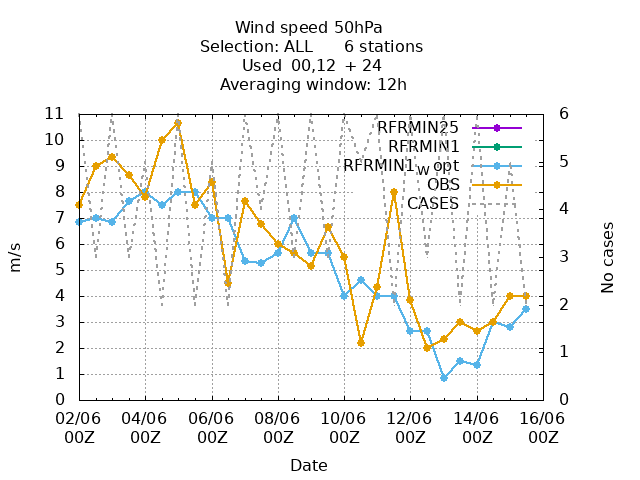 Wind speed 50hPa
Selection: ALL 6 stations
Used 00,12 + 24
Averaging window: 12h
11
10
9
8
7
6
5
4
3
2
1
0
m/s
6
5
4
3
2
1
0
No cases
RFRMIN25
RFRMIN1
RFRMIN1_w_opt
OBS
CASES
02/06 04/06 06/06 08/06 10/06 12/06 14/06 16/06
00Z 00Z 00Z 00Z 00Z 00Z 00Z 00Z
Date